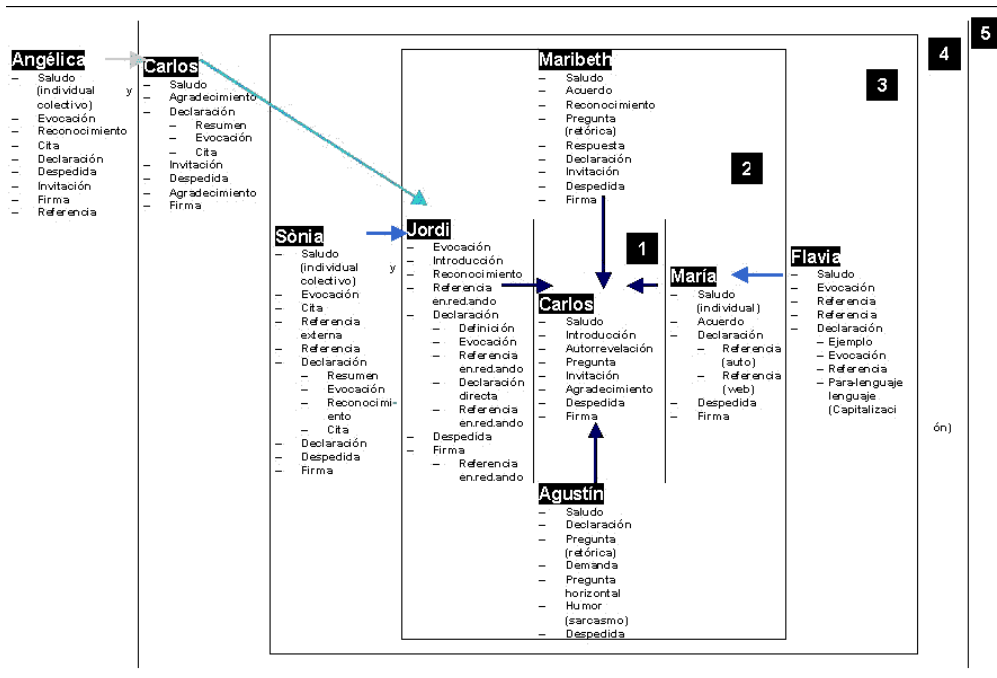 5
4
3
2
1
Angélica
– Saludo
(individual y
colectivo)
– Evocación
– Reconocimiento
– Cita
– Declaración
– Despedida
– Invitación
– Firma
– Referencia
Carlos
– Saludo
– Agradecimiento
– Declaración
– Resumen
– Evocación
– Cita
– Invitación
– Despedida
– Agradecimiento
– Firma
Sònia
– Saludo
(individual y
colectivo)
– Evocación
– Cita
– Referencia
externa
– Referencia
– Declaración
– Resumen
– Evocación
– Reconocimi-
ento
– Cita
– Declaración
– Despedida
– Firma
Jordi
– Evocación
– Introducción
– Reconocimiento
– Referencia
en.red.ando
– Declaración
– Definición
– Evocación
– Referencia
en.red.ando
– Declaración
directa
– Referencia
en.red.ando
– Despedida
– Firma
– Referencia
en.red.ando
Maribeth
– Saludo
– Acuerdo
– Reconocimiento
– Pregunta
(retórica)
– Respuesta
– Declaración
– Invitación
– Despedida
– Firma
Carlos
– Saludo
– Introducción
– Autorrevelación
– Pregunta
– Invitación
– Agradecimiento
– Despedida
– Firma
Agustín
– Saludo
– Declaración
– Pregunta
(retórica)
– Demanda
– Pregunta
horizontal
– Humor
(sarcasmo)
– Despedida
María
– Saludo
(individual)
– Acuerdo
– Declaración
– Referencia
(auto)
– Referencia
(web)
– Despedida
– Firma
Flavia
– Saludo
– Evocación
– Referencia
– Referencia
– Declaración
– Ejemplo
– Evocación
– Referencia
– Para-lenguaje
lenguaje
(Capitalizaci
ón)